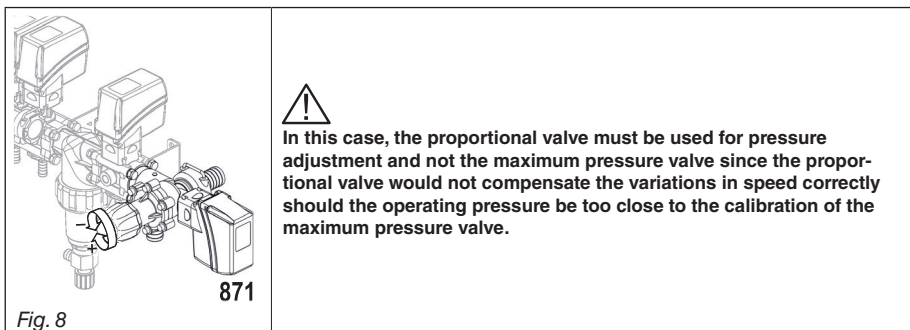 −
+
871
Fig. 8
In this case, the proportional valve must be used for pressure
adjustment and not the maximum pressure valve since the propor-
tional valve would not compensate the variations in speed correctly
should the operating pressure be too close to the calibration of the
maximum pressure valve.